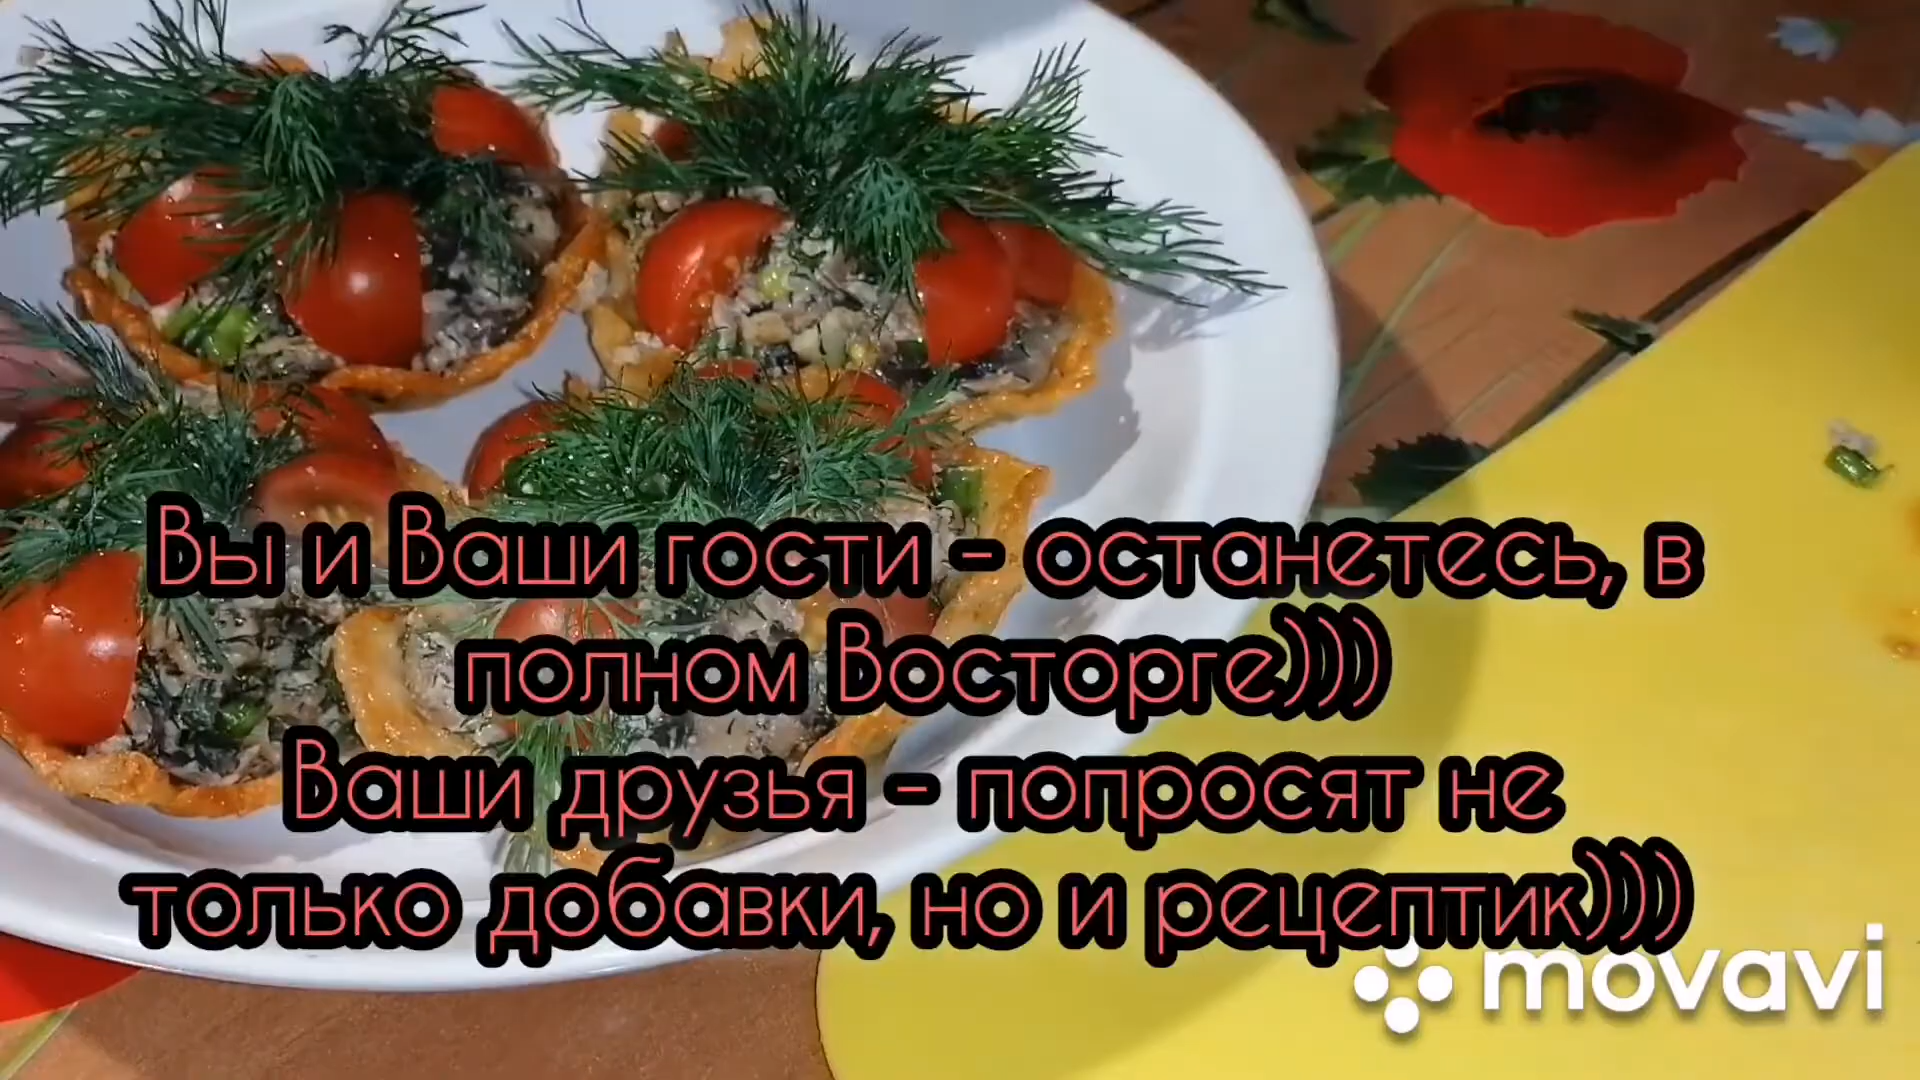 Вы и Ваши гости - останетесь, в
полном Восторге)))
Ваши друзья - попросят не
только добавки, но и рецептик)))
movavi